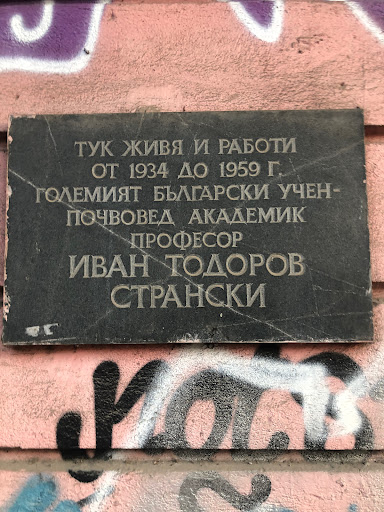 ТУК ЖИВЯ И РАБОТИ
ОТ 1934 ДО 1959 Г.
ГОЛЕМИЯТ БЪЛГАРСКИ УЧЕН-
ПОЧВОВЕД АКАДЕМИК
ПРОФЕСОР
ИВАН ТОДОРОВ
СТРАНСКИ